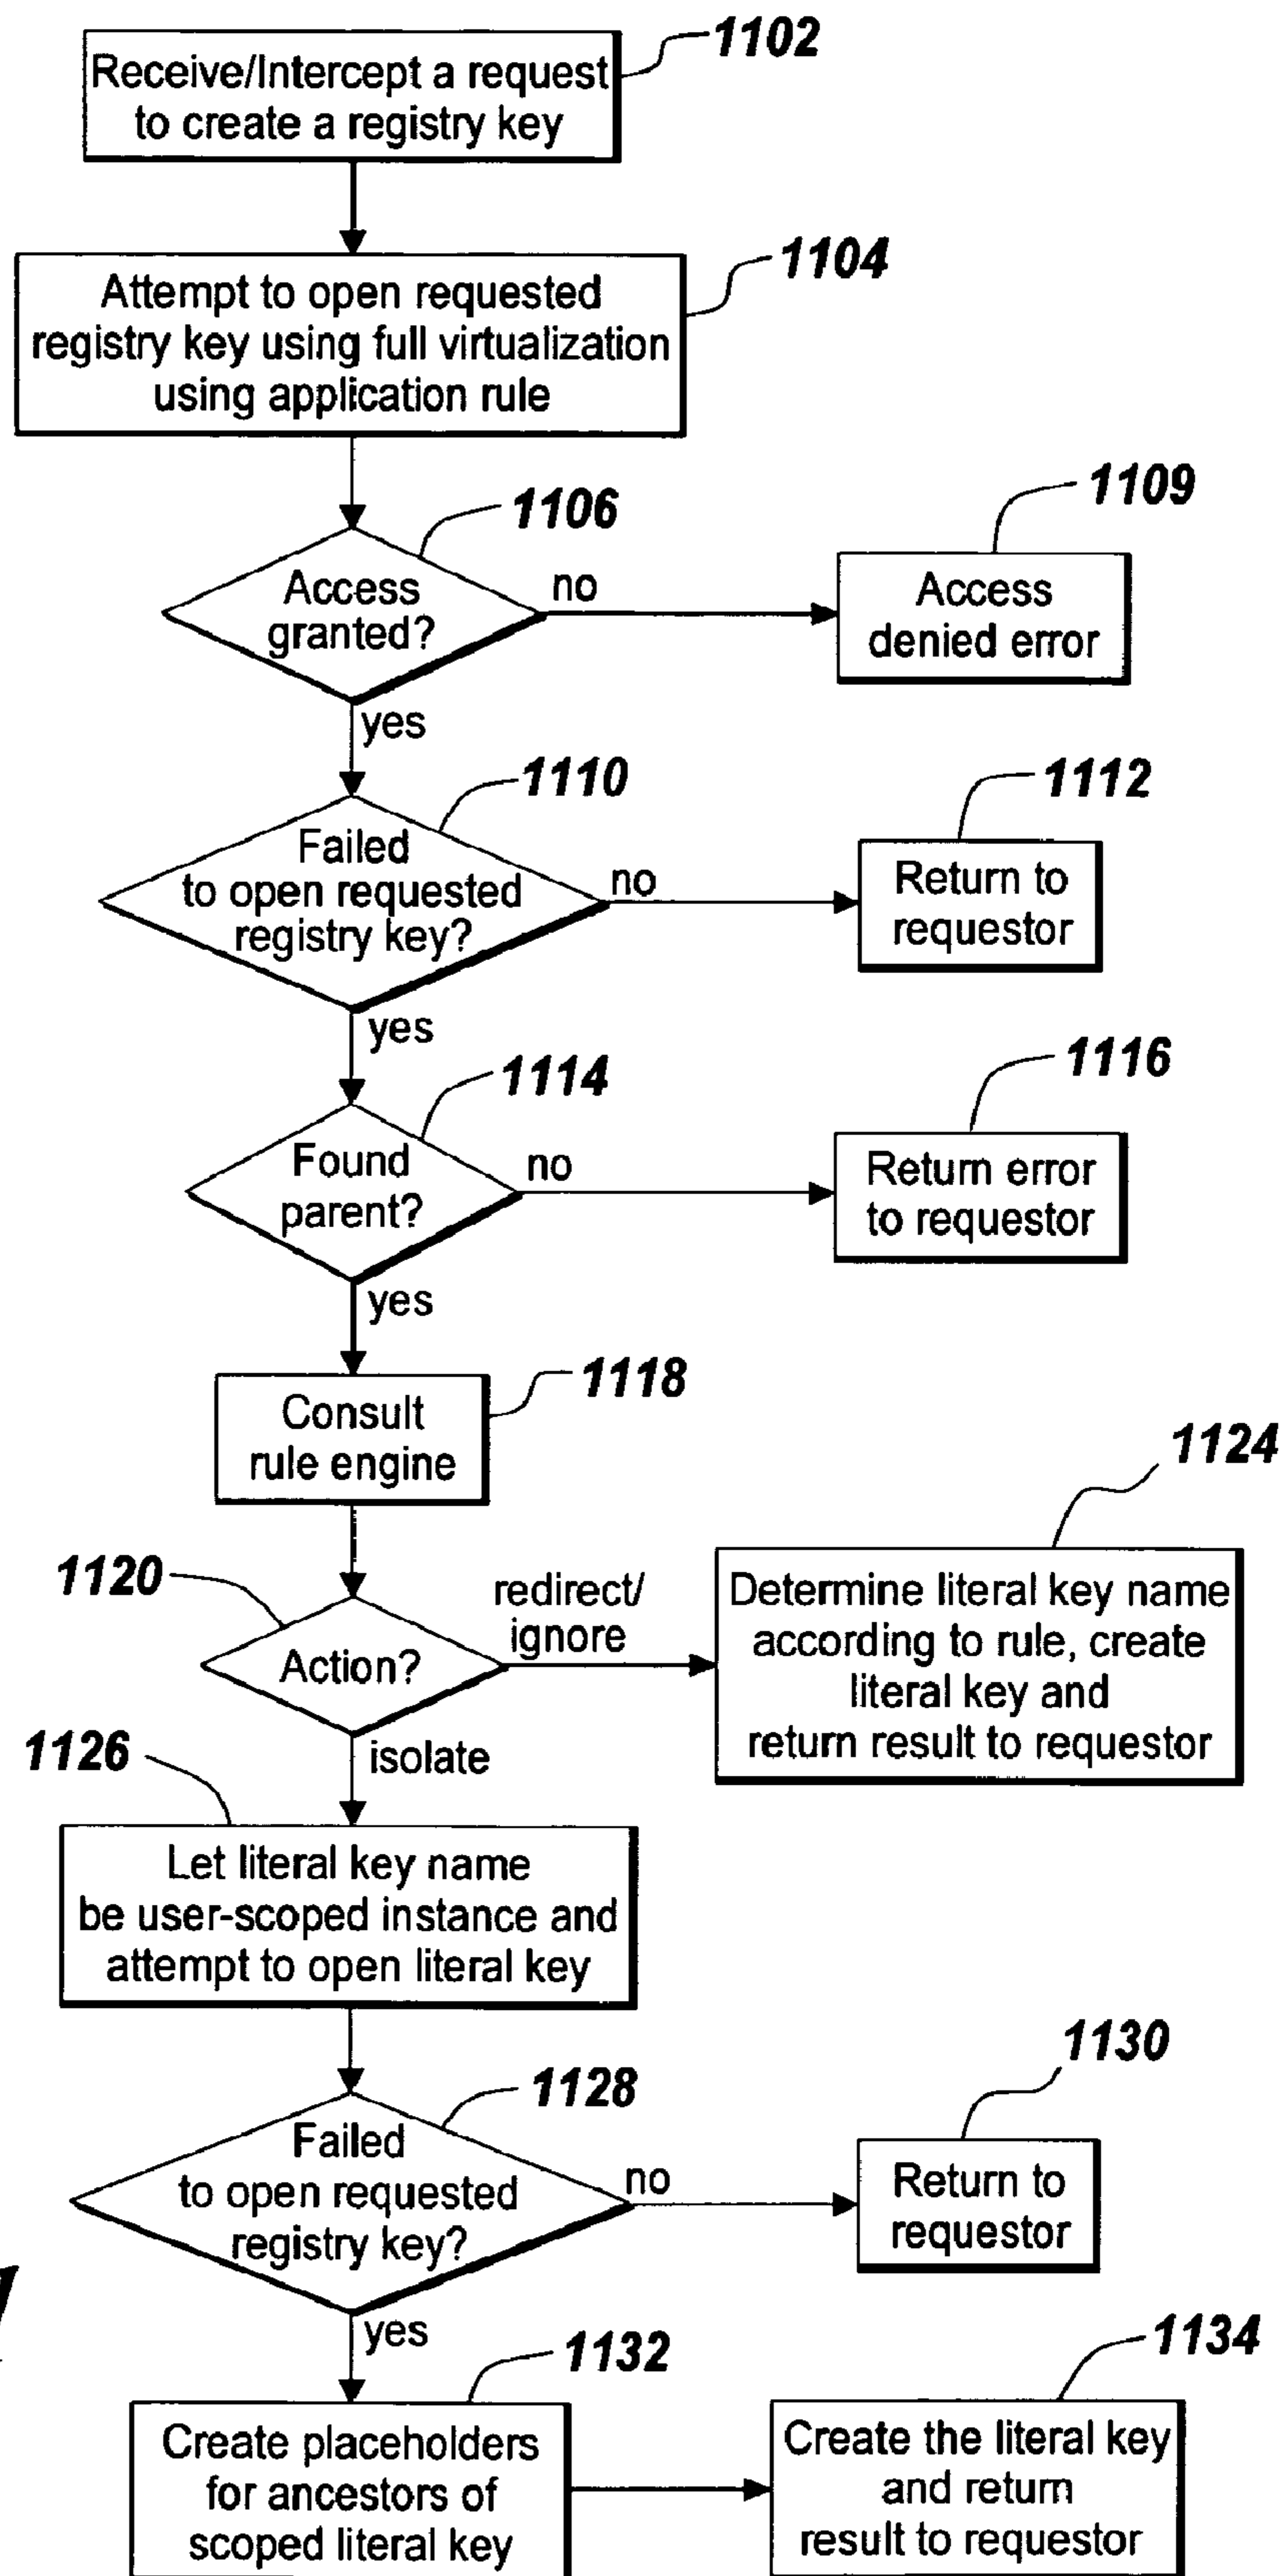 1102
Receive/Intercept a request
to create a registry key
1104
Attempt to open requested
registry key using full virtualization
using application rule
1106
Access
granted?
no
1109
Access
denied error
yes
1110
Failed
to open requested
registry key?
no
1112
Return to
requestor
yes
1114
Found
parent?
no
1116
Return error
to requestor
yes
1118
Consult
rule engine
1120
Action?
redirect/
ignore
1124
Determine literal key name
according to rule, create
literal key and
return result to requestor
isolate
1126
Let literal key name
be user-scoped instance and
attempt to open literal key
1128
Failed
to open requested
registry key?
no
1130
Return to
requestor
yes
1132
Create placeholders
for ancestors of
scoped literal key
1134
Create the literal key
and return
result to requestor